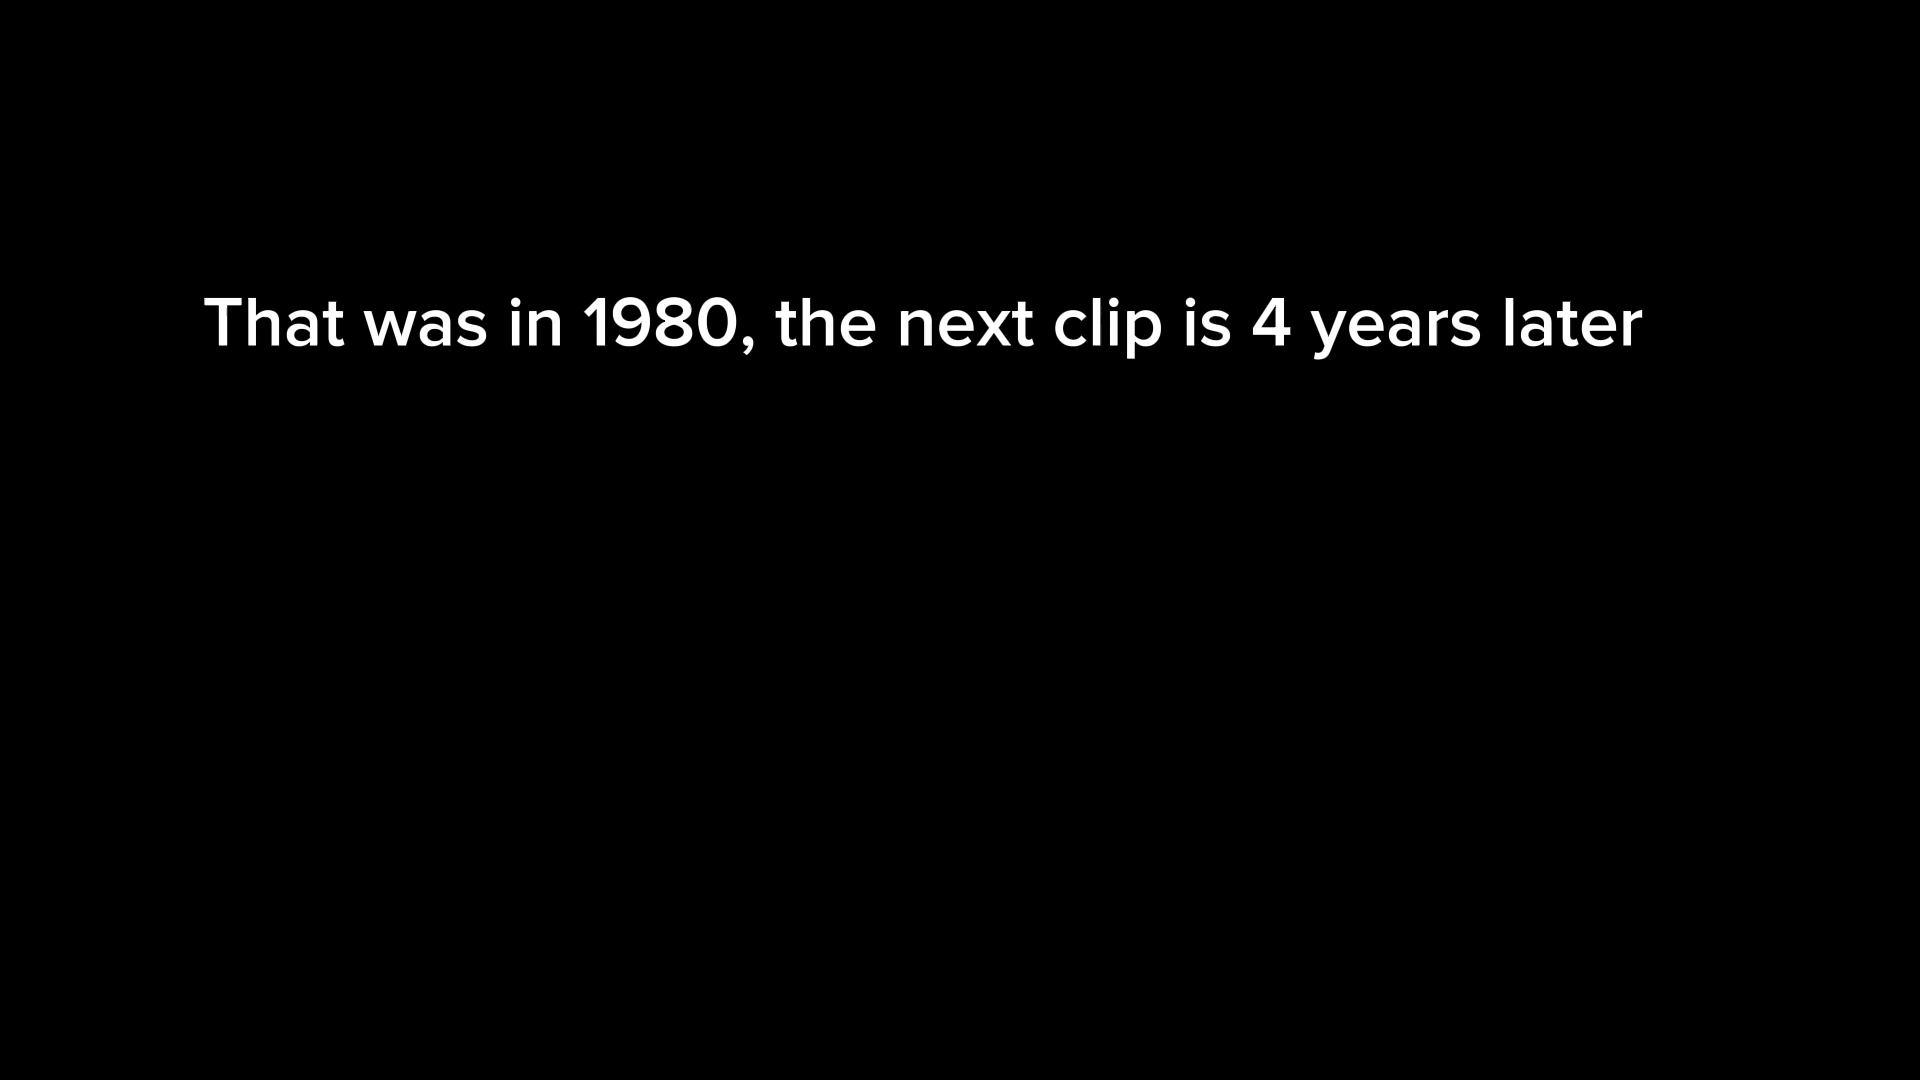 That was in 1980, the next clip is 4 years later